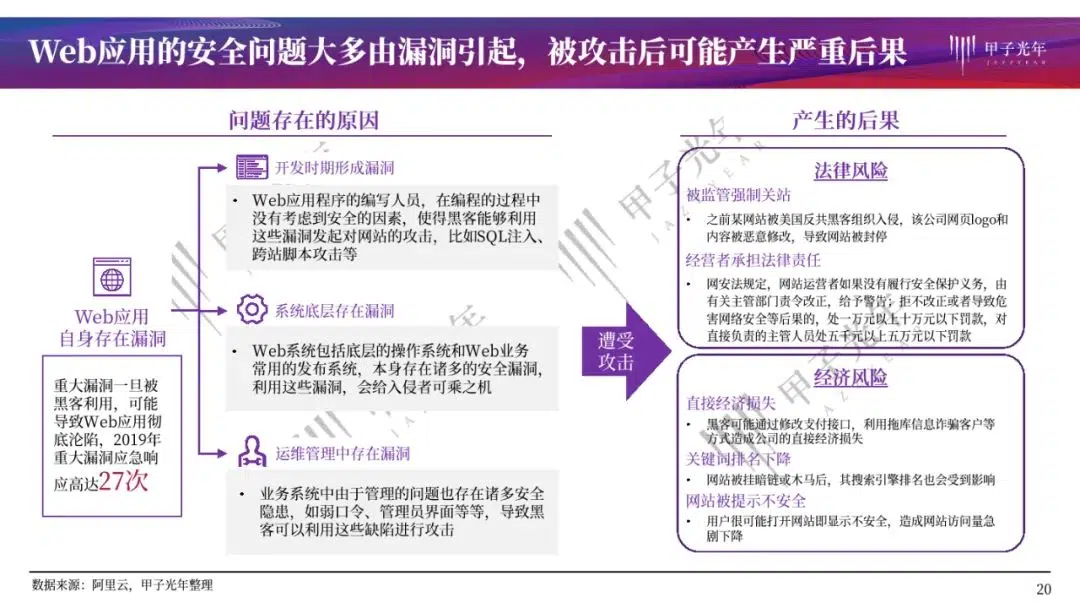 Web应用的安全问题大多由漏洞引起，被攻击后可能产生严重后果
甲子光年
JAZZYEAR
问题存在的原因
Web应用
自身存在漏洞
重大漏洞一旦被
黑客利用，可能
导致Web应用彻
底沦陷，2019年
重大漏洞应急响
应高达27次
开发时期形成漏洞
• Web应用程序的编写人员，在编程的过程中
没有考虑到安全的因素，使得黑客能够利用
这些漏洞发起对网站的攻击，比如SQL注入、
跨站脚本攻击等
系统底层存在漏洞
• Web系统包括底层的操作系统和Web业务
常用的发布系统，本身存在诸多的安全漏洞，
利用这些漏洞，会给入侵者可乘之机
运维管理中存在漏洞
• 业务系统中由于管理的问题也存在诸多安全
隐患，如弱口令、管理员界面等等，导致黑
客可以利用这些缺陷进行攻击
遭受
攻击
产生的后果
法律风险
被监管强制关站
• 之前某网站被美国反共黑客组织入侵，该公司网页logo和
内容被恶意修改，导致网站被封停
经营者承担法律责任
• 网安法规定，网站运营者如果没有履行安全保护义务，由
有关主管部门责令改正，给予警告；拒不改正或者导致危
害网络安全等后果的，处一万元以上十万元以下罚款，对
直接负责的主管人员处五千元以上五万元以下罚款
经济风险
直接经济损失
• 黑客可能通过修改支付接口，利用拖库信息诈骗客户等
方式造成公司的直接经济损失
关键词排名下降
• 网站被挂暗链或木马后，其搜索引擎排名也会受到影响
网站被提示不安全
• 用户很可能打开网站即显示不安全，造成网站访问量急
剧下降
数据来源：阿里云，甲子光年整理
20